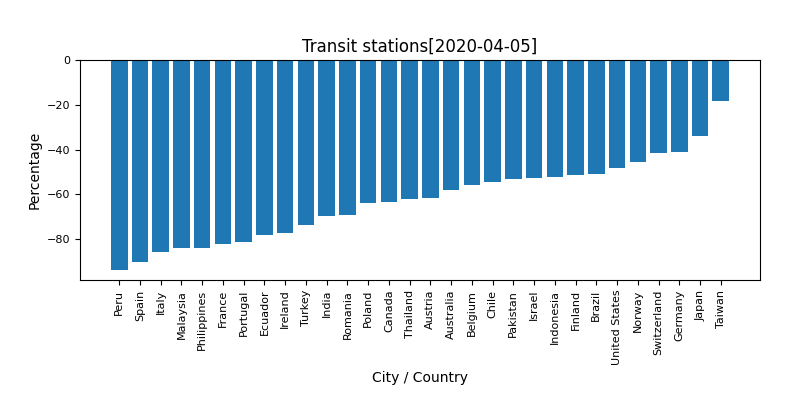 Transit stations[2020-04-05]
Percentage
0
−20
−40
−60
−80
Peru
Spain
Italy
Malaysia
Philippines
France
Portugal
Ecuador
Ireland
Turkey
India
Romania
Poland
Canada
Thailand
Austria
Australia
Belgium
Chile
Pakistan
Israel
Indonesia
Finland
Brazil
United States
Norway
Switzerland
Germany
Japan
Taiwan
City / Country